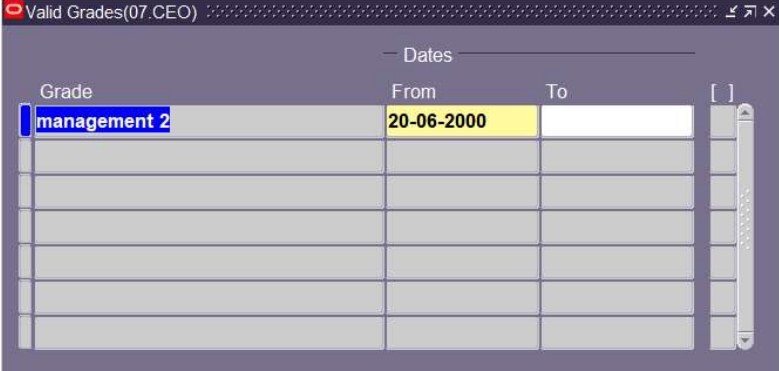 Valid Grades(07.CEO)
Dates
Grade From To [ ]
management 2 20-06-2000